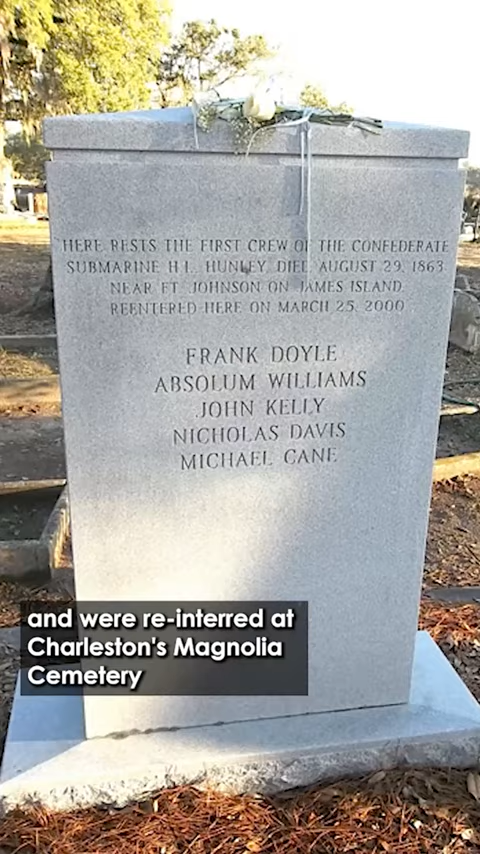 HERE RESTS THE FIRST CREW OF THE CONFEDERATE
SUBMARINE H.L. HUNLEY DIED AUGUST 29, 1863
NEAR FT. JOHNSON ON JAMES ISLAND.
REENTERED HERE ON MARCH 25, 2000
FRANK DOYLE
ABSOLUM WILLIAMS
JOHN KELLY
NICHOLAS DAVIS
MICHAEL CANE
and were re-interred at
Charleston's Magnolia
Cemetery